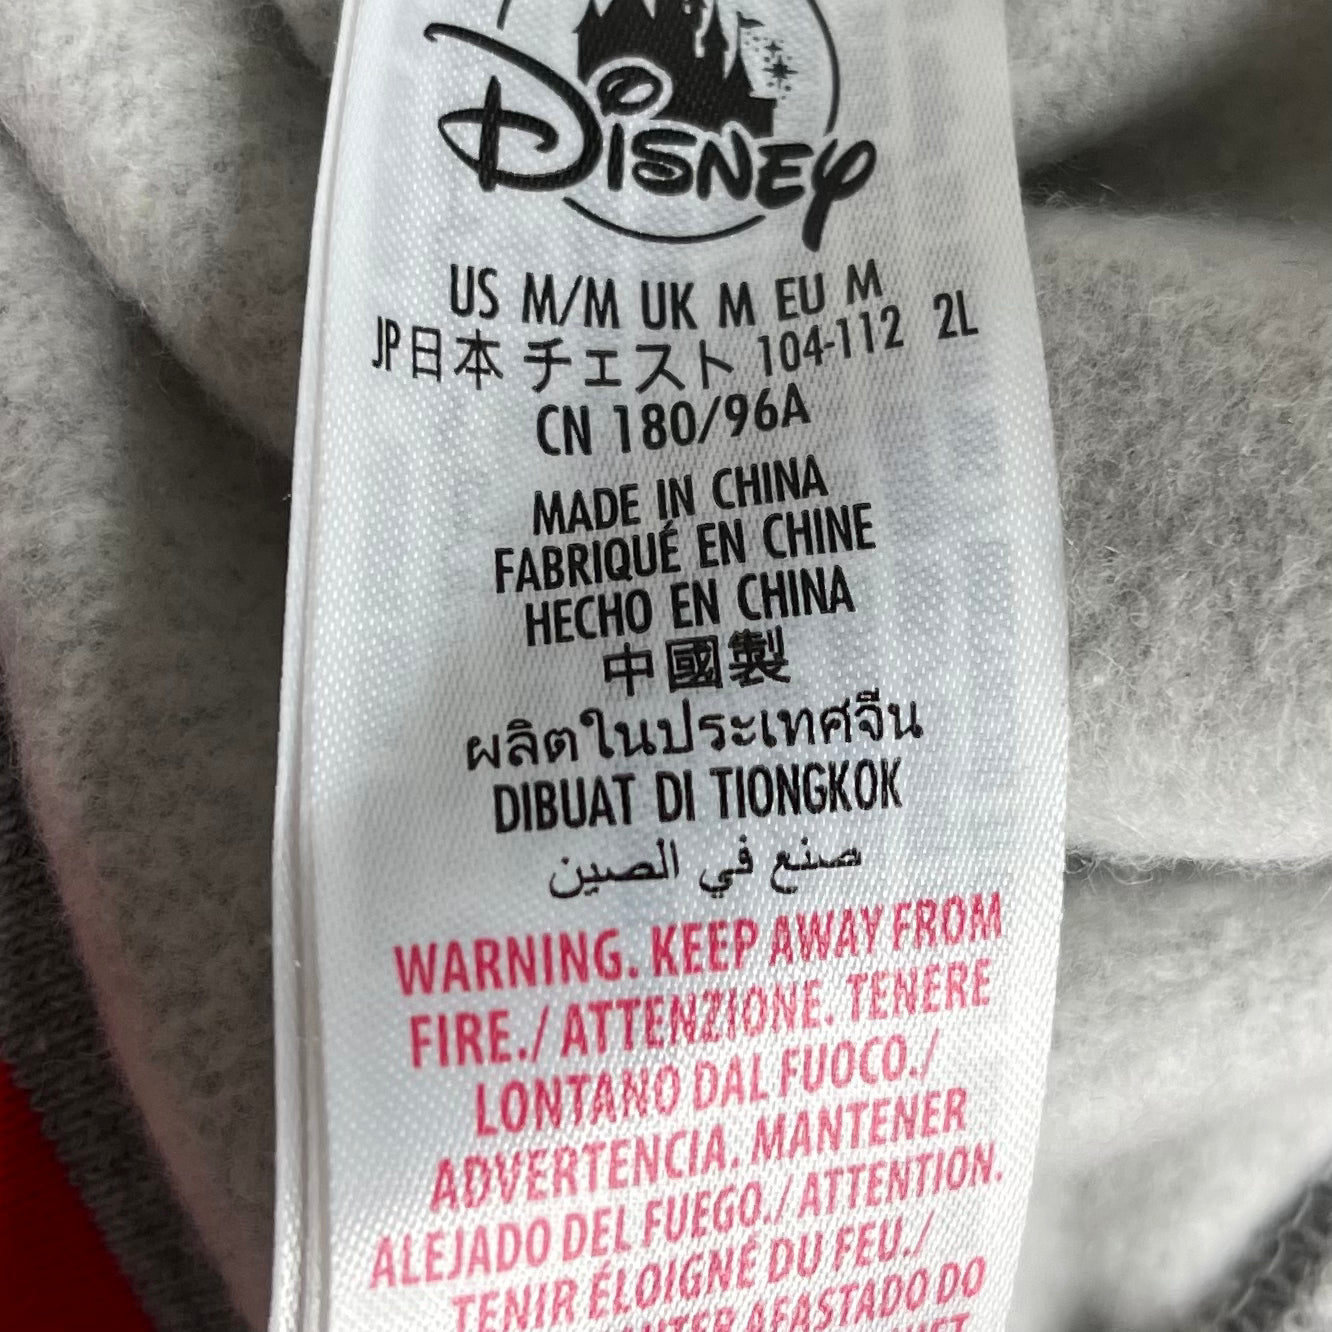 Disney
US M/M UK M EU M
JP日本 チェスト 104-112 2L
CN 180/96A
MADE IN CHINA
FABRIQUÉ EN CHINE
HECHO EN CHINA
中國製
ผลิตในประเทศจีน
DIBUAT DI TIONGKOK
صنع في الصين
WARNING. KEEP AWAY FROM
FIRE./ ATTENZIONE. TENERE
LONTANO DAL FUOCO./
ADVERTENCIA. MANTENER
ALEJADO DEL FUEGO./ ATTENTION.
TENIR ÉLOIGNÉ DU FEU./
AFASTADO DO